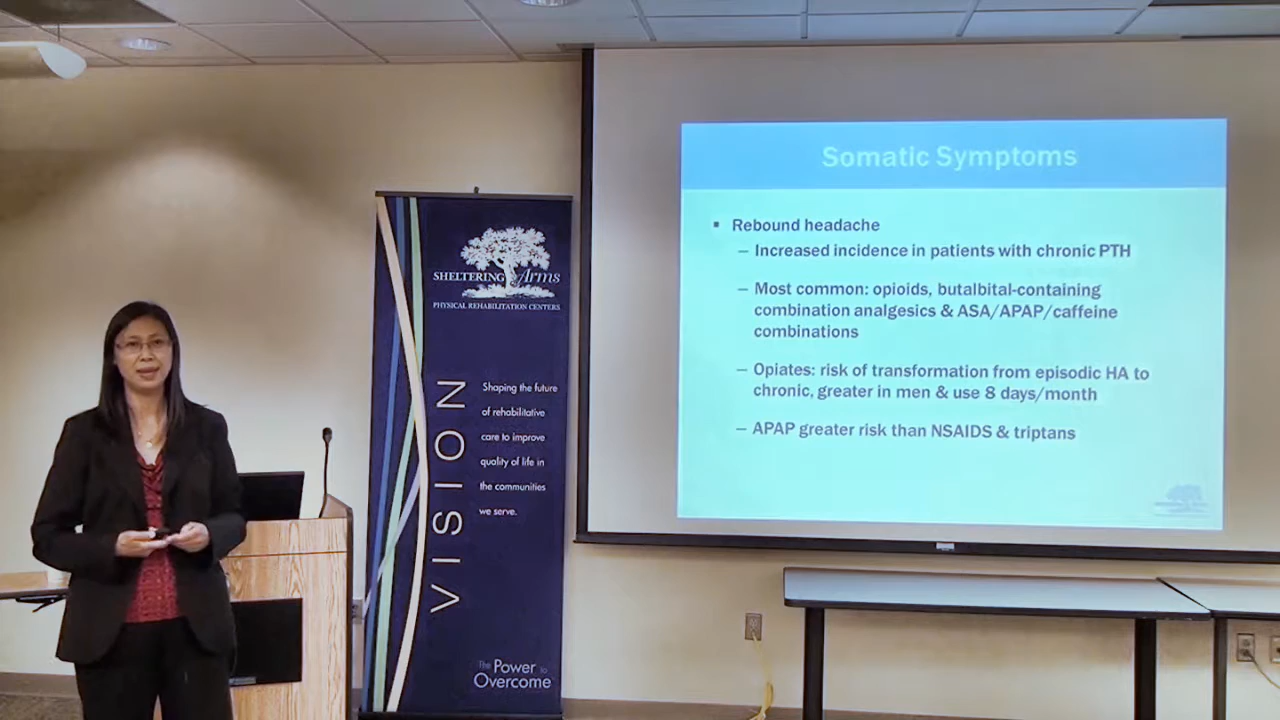 SHELTERING Arms
PHYSICAL REHABILITATION CENTERS
VISION
Shaping the future
of rehabilitative
care to improve
quality of life in
the communities
we serve.
The Power to
Overcome
Somatic Symptoms
▪ Rebound headache
– Increased incidence in patients with chronic PTH
– Most common: opioids, butalbital-containing
combination analgesics & ASA/APAP/caffeine
combinations
– Opiates: risk of transformation from episodic HA to
chronic, greater in men & use 8 days/month
– APAP greater risk than NSAIDS & triptans